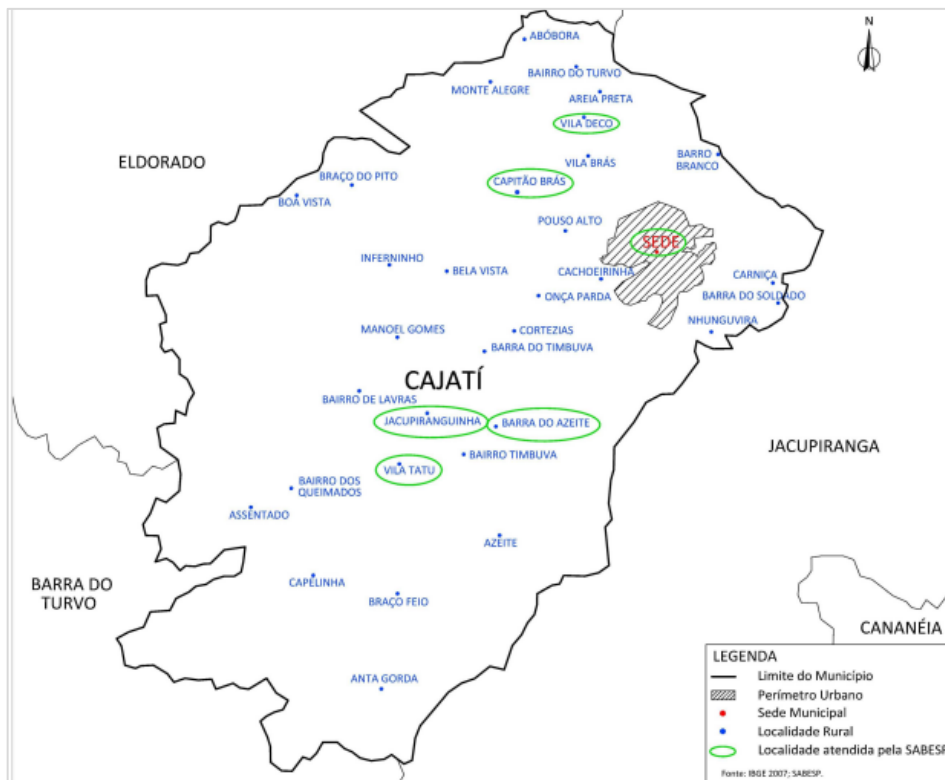 N
ABÓBORA
BAIRRO DO TURVO
MONTE ALEGRE
AREIA PRETA
VILA DECO
ELDORADO
VILA BRÁS
BARRO
BRANCO
BRAÇO DO PITO
CAPITÃO BRÁS
BOA VISTA
POUSO ALTO
SEDE
INFERNINHO
BELA VISTA
CACHOEIRINHA
CARNIÇA
ONÇA PARDA
BARRA DO SOLDADO
NHUNGUVIRA
MANOEL GOMES
CORTEZIAS
BARRA DO TIMBUVA
CAJATÍ
BAIRRO DE LAVRAS
JACUPIRANGUINHA
BARRA DO AZEITE
JACUPIRANGA
BAIRRO TIMBUVA
VILA TATU
BAIRRO DOS
QUEIMADOS
ASSENTADO
AZEITE
BARRA DO
TURVO
CAPELINHA
BRAÇO FEIO
CANANÉIA
ANTA GORDA
LEGENDA
Limite do Município
Perímetro Urbano
Sede Municipal
Localidade Rural
Localidade atendida pela SABESP
Fonte: IBGE 2007; SABESP.